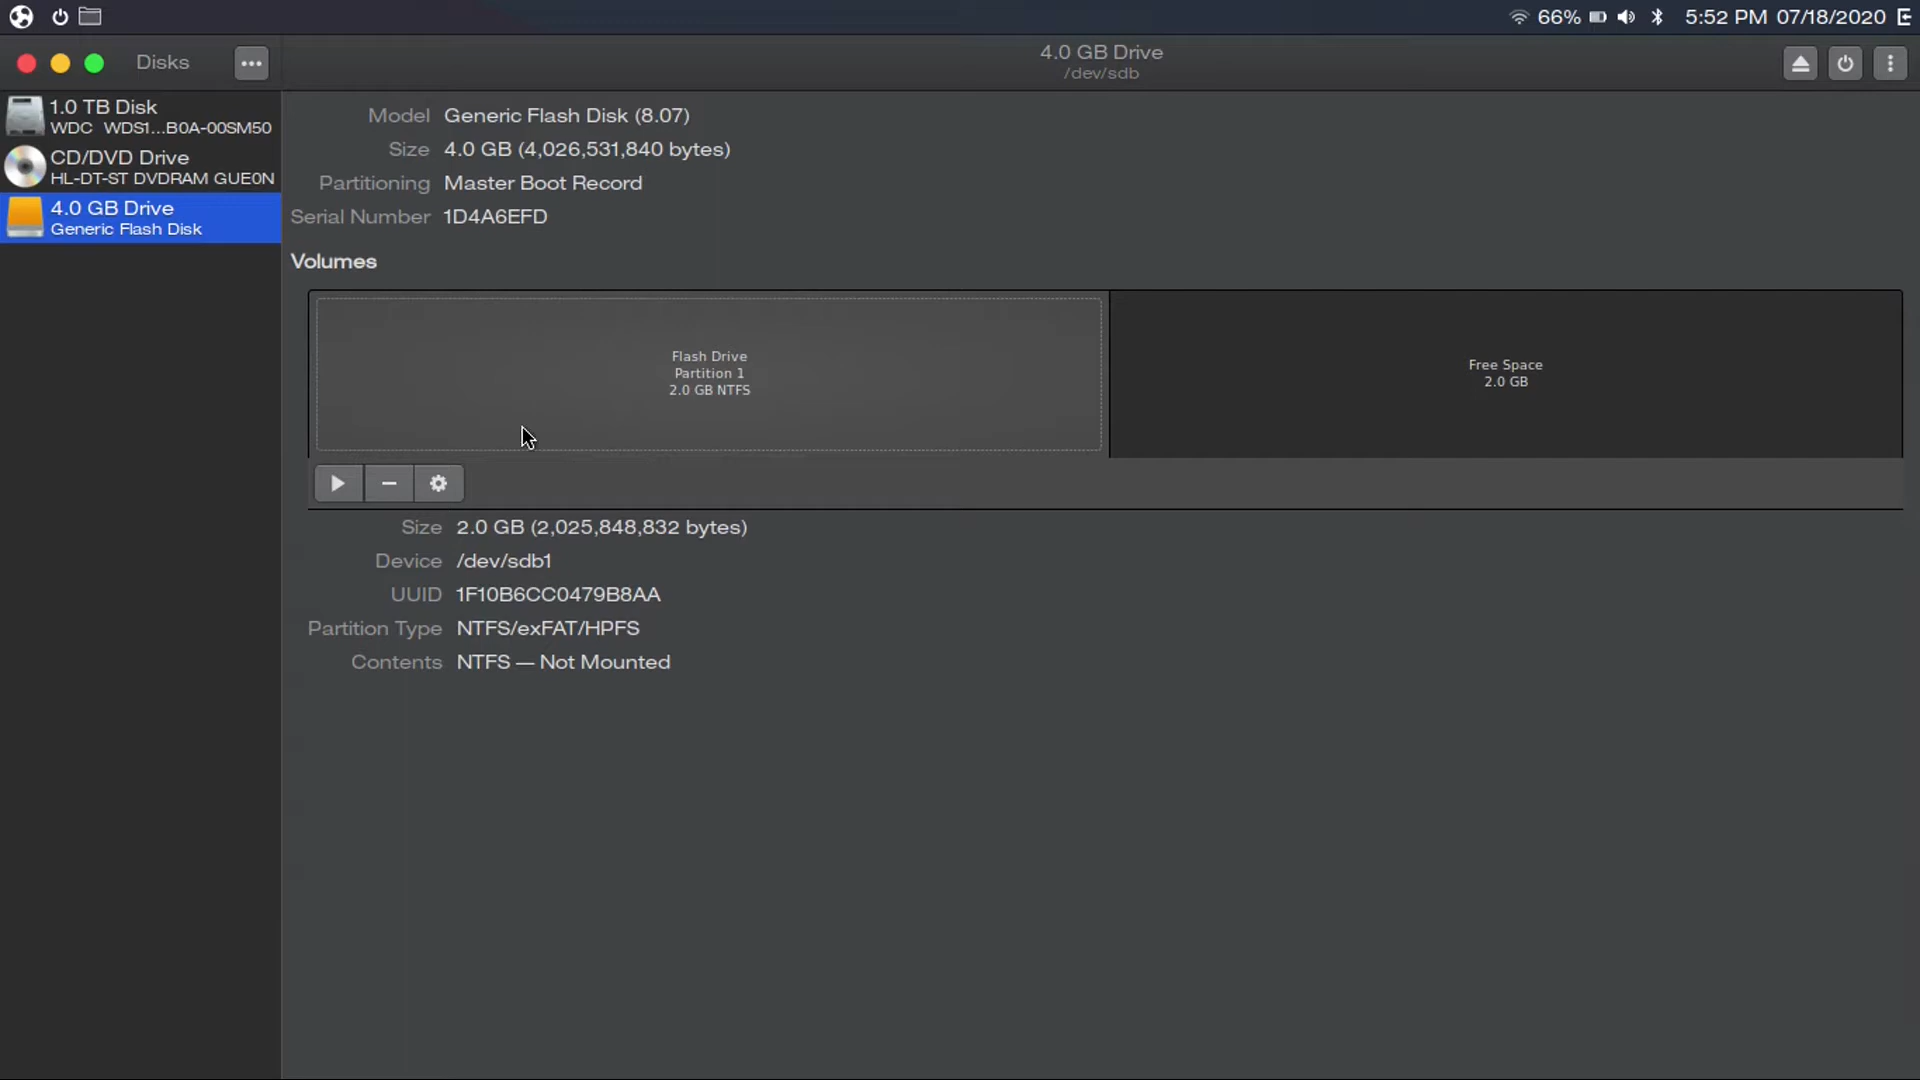 66% 5:52 PM 07/18/2020
Disks
4.0 GB Drive
/dev/sdb
1.0 TB Disk
WDC WDS1...B0A-00SM50
CD/DVD Drive
HL-DT-ST DVDRAM GUE0N
4.0 GB Drive
Generic Flash Disk
Model Generic Flash Disk (8.07)
Size 4.0 GB (4,026,531,840 bytes)
Partitioning Master Boot Record
Serial Number 1D4A6EFD
Volumes
Flash Drive
Partition 1
2.0 GB NTFS
Free Space
2.0 GB
Size 2.0 GB (2,025,848,832 bytes)
Device /dev/sdb1
UUID 1F10B6CC0479B8AA
Partition Type NTFS/exFAT/HPFS
Contents NTFS — Not Mounted